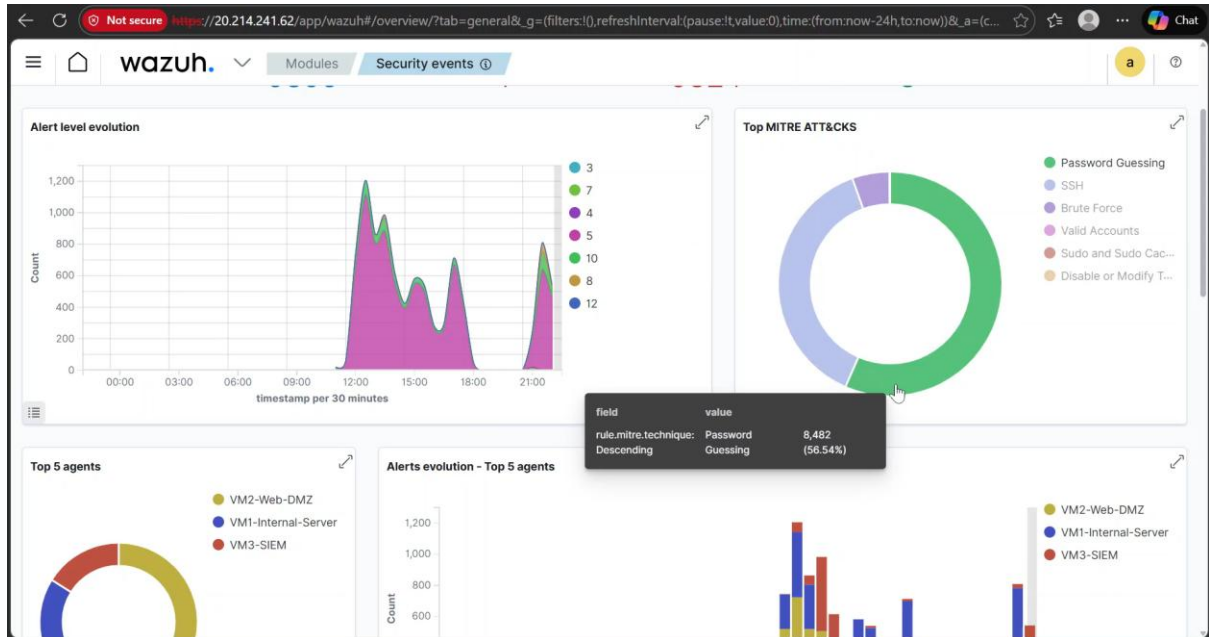 Not secure https://20.214.241.62/app/wazuh#/overview/?tab=general&_g=(filters:!(),refreshInterval:(pause:!t,value:0),time:(from:now-24h,to:now))&_a=(c... Chat
wazuh. Modules Security events a
Alert level evolution
Count
1,200
1,000
800
600
400
200
0
00:00 03:00 06:00 09:00 12:00 15:00 18:00 21:00
timestamp per 30 minutes
3
7
4
5
10
8
12
Top MITRE ATT&CKS
Password Guessing
SSH
Brute Force
Valid Accounts
Sudo and Sudo Cac...
Disable or Modify T...
field value
rule.mitre.technique: Password 8,482
Descending Guessing (56.54%)
Top 5 agents
VM2-Web-DMZ
VM1-Internal-Server
VM3-SIEM
Alerts evolution - Top 5 agents
Count
1,200
1,000
800
600
VM2-Web-DMZ
VM1-Internal-Server
VM3-SIEM